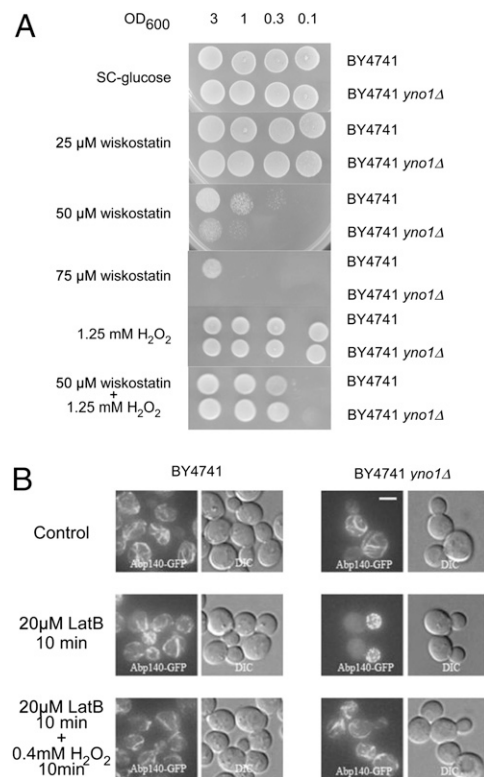 A
OD600 3 1 0.3 0.1
SC-glucose
BY4741
BY4741 yno1Δ
25 µM wiskostatin
BY4741
BY4741 yno1Δ
50 µM wiskostatin
BY4741
BY4741 yno1Δ
75 µM wiskostatin
BY4741
BY4741 yno1Δ
1.25 mM H2O2
BY4741
BY4741 yno1Δ
50 µM wiskostatin
+
1.25 mM H2O2
BY4741
BY4741 yno1Δ
B
BY4741
BY4741 yno1Δ
Control
Abp140-GFP
DIC
Abp140-GFP
DIC
20µM LatB
10 min
Abp140-GFP
DIC
Abp140-GFP
DIC
20µM LatB
10 min
+
0.4mM H2O2
10min
Abp140-GFP
DIC
Abp140-GFP
DIC